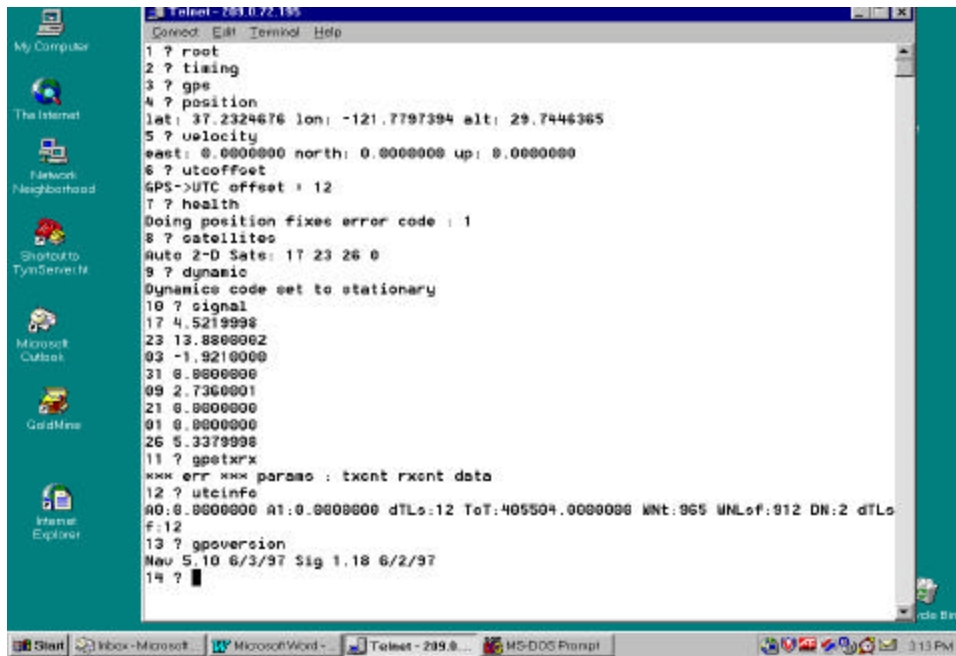 My Computer
The Internet
Network
Neighborhood
Shortcut to
TymServe.ht
Microsoft
Outlook
GoldMine
Internet
Explorer
Telnet - 209.0.72.195
Connect Edit Terminal Help
1 ? root
2 ? timing
3 ? gps
4 ? position
lat: 37.2324676 lon: -121.7797394 alt: 29.7446365
5 ? velocity
east: 0.0000000 north: 0.0000000 up: 0.0000000
6 ? utcoffset
GPS->UTC offset : 12
7 ? health
Doing position fixes error code : 1
8 ? satellites
Auto 2-D Sats: 17 23 26 0
9 ? dynamic
Dynamics code set to stationary
10 ? signal
17 4.5219998
23 13.8800002
03 -1.9210000
31 0.0000000
09 2.7360001
21 0.0000000
01 0.0000000
26 5.3379998
11 ? gpstxrx
*** err *** params : txcnt rxcnt data
12 ? utcinfo
A0:0.0000000 A1:0.0000000 dTLs:12 ToT:405504.0000000 WNt:965 WNLsf:912 DN:2 dTLs
f:12
13 ? gpsversion
Nav 5.10 6/3/97 Sig 1.18 6/2/97
14 ?
ycle Bin
Start
Inbox - Microsoft ...
Microsoft Word - ...
Telnet - 209.0....
MS-DOS Prompt
3:13 PM